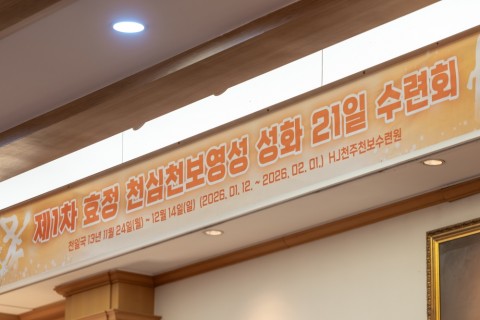 제1차 효정 천심천보영성 성화 21일 수련회
천일국 13년 11월 24일(월) ~ 12월 14일(일) (2026. 01. 12. ~ 2026. 02. 01.) HJ천주천보수련원